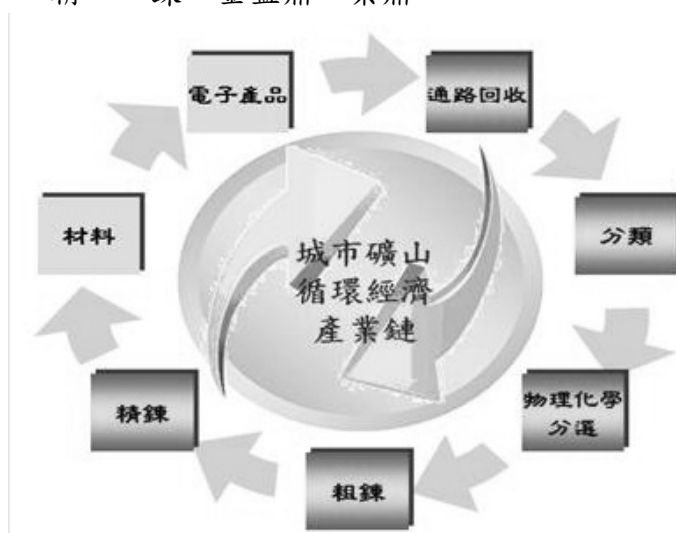 電子產品
通路回收
分類
物理化學
分選
粗鍊
精鍊
材料
城市礦山
循環經濟
產業鏈